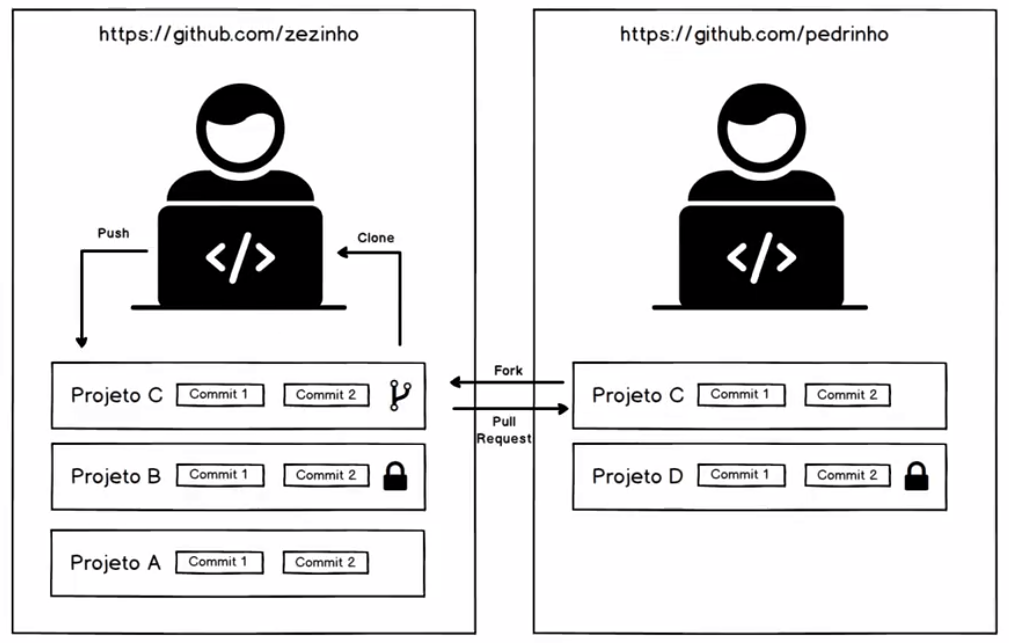 https://github.com/zezinho
https://github.com/pedrinho
Push
Clone
</>
</>
Projeto C Commit 1 Commit 2
Projeto B Commit 1 Commit 2
Projeto A Commit 1 Commit 2
Fork
Pull
Request
Projeto C Commit 1 Commit 2
Projeto D Commit 1 Commit 2